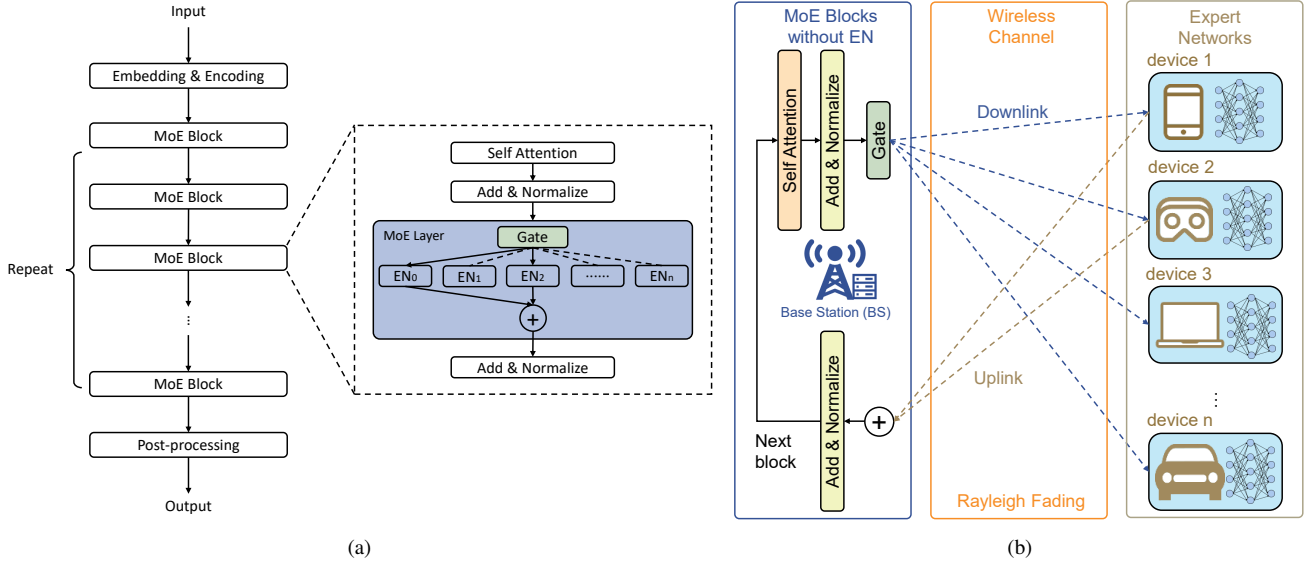 Input
Embedding & Encoding
MoE Block
MoE Block
MoE Block
Repeat
...
MoE Block
Post-processing
Output
Self Attention
Add & Normalize
MoE Layer
Gate
EN0
EN1
EN2
......
ENn
+
Add & Normalize
(a)
MoE Blocks
without EN
Self Attention
Add & Normalize
Gate
Base Station (BS)
Add & Normalize
+
Next
block
Wireless
Channel
Downlink
Uplink
Rayleigh Fading
Expert
Networks
device 1
device 2
device 3
...
device n
(b)